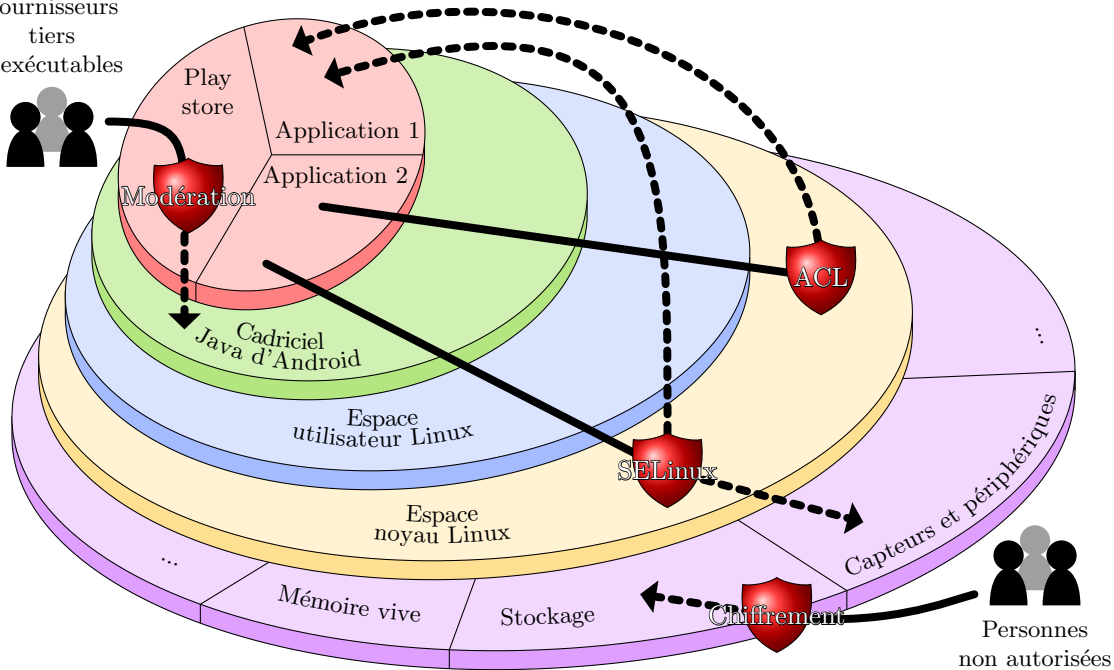 ournisseurs
tiers
exécutables
Play
store
Application 1
Application 2
Modération
ACL
Cadriciel
Java d'Android
...
Espace
utilisateur Linux
SELinux
Espace
noyau Linux
Capteurs et périphériques
...
Mémoire vive
Stockage
Chiffrement
Personnes
non autorisées